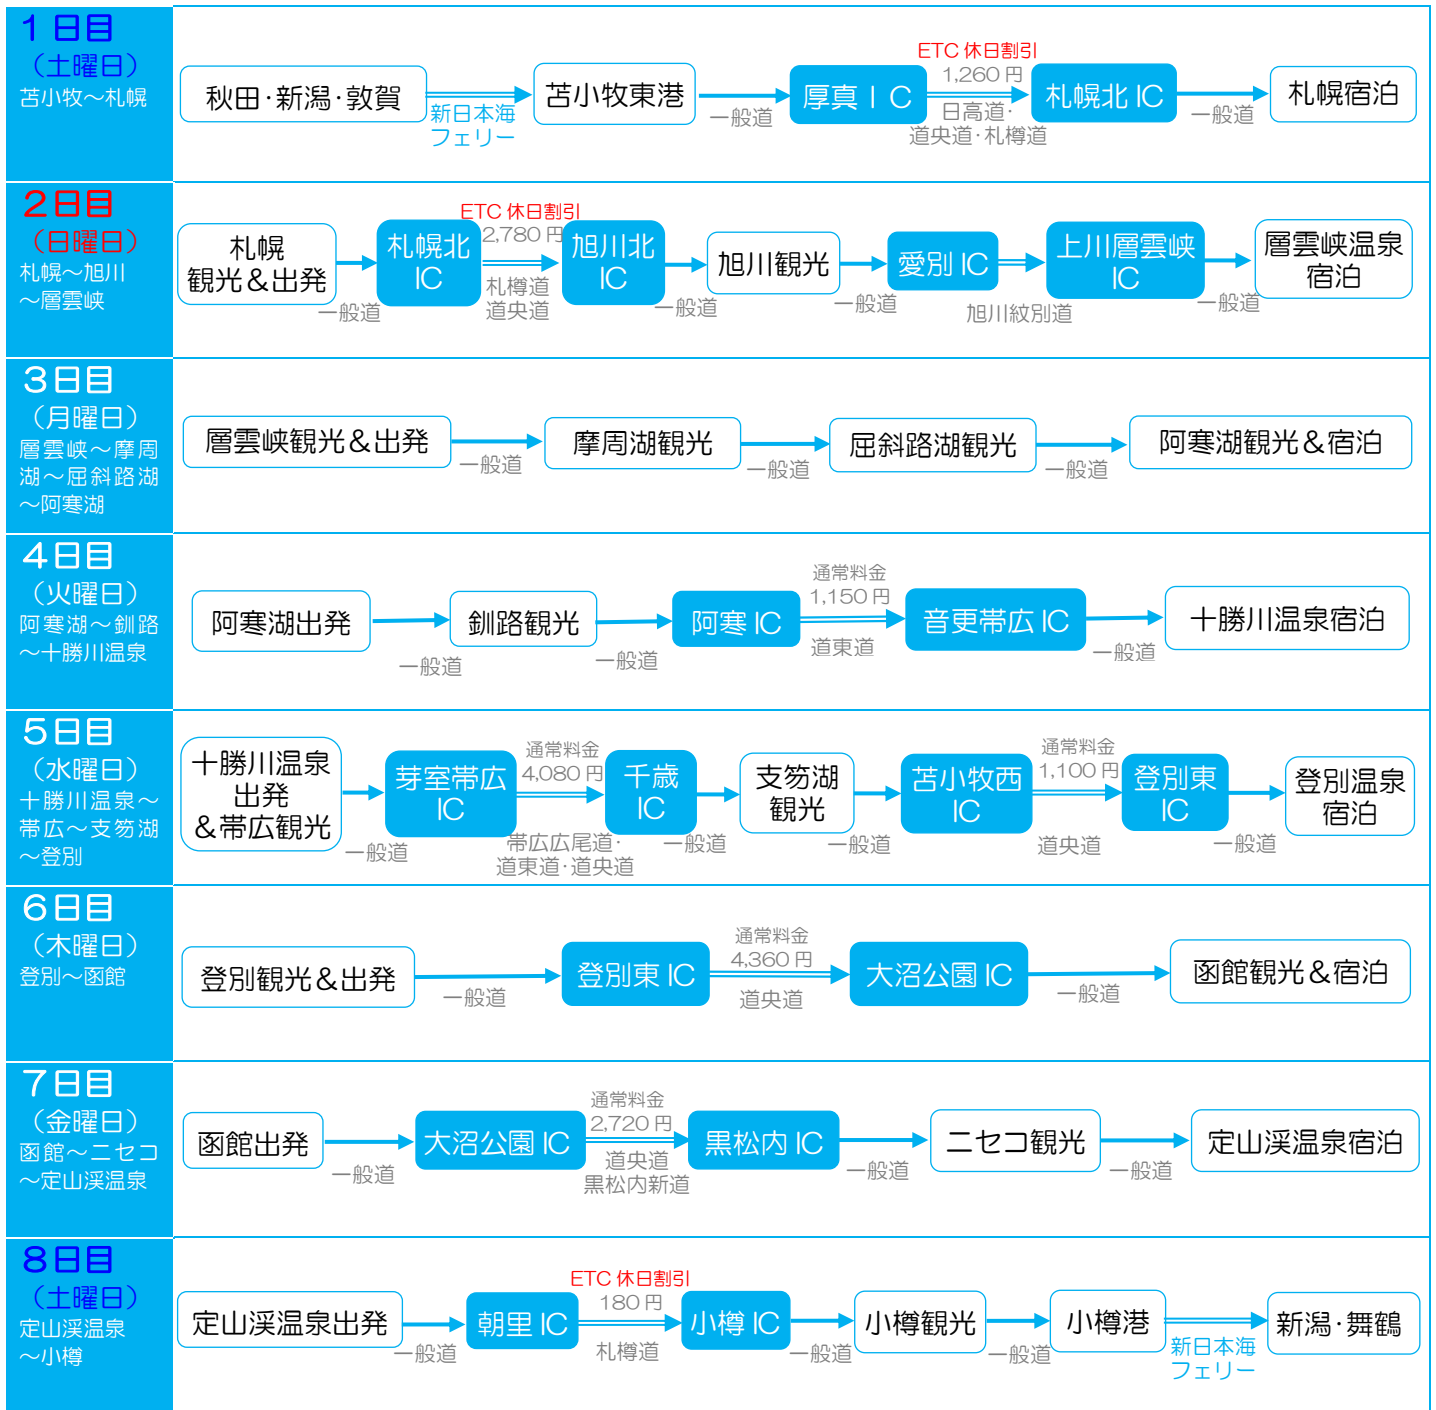 1日目
（土曜日）
苫小牧～札幌
秋田・新潟・敦賀
新日本海
フェリー
苫小牧東港
一般道
厚真ＩＣ
ETC 休日割引
1,260 円
日高道・
道央道・札樽道
札幌北 IC
一般道
札幌宿泊
2日目
（日曜日）
札幌～旭川
～層雲峡
札幌
観光＆出発
一般道
札幌北
IC
ETC 休日割引
2,780 円
札樽道
道央道
旭川北
IC
一般道
旭川観光
一般道
愛別 IC
旭川紋別道
上川層雲峡
IC
一般道
層雲峡温泉
宿泊
3日目
（月曜日）
層雲峡～摩周
湖～屈斜路湖
～阿寒湖
層雲峡観光＆出発
一般道
摩周湖観光
一般道
屈斜路湖観光
一般道
阿寒湖観光＆宿泊
4日目
（火曜日）
阿寒湖～釧路
～十勝川温泉
阿寒湖出発
一般道
釧路観光
一般道
阿寒 IC
通常料金
1,150 円
道東道
音更帯広 IC
一般道
十勝川温泉宿泊
5日目
（水曜日）
十勝川温泉～
帯広～支笏湖
～登別
十勝川温泉
出発
＆帯広観光
一般道
芽室帯広
IC
通常料金
4,080 円
帯広広尾道・
道東道・道央道
千歳
IC
一般道
支笏湖
観光
一般道
苫小牧西
IC
通常料金
1,100 円
道央道
登別東
IC
一般道
登別温泉
宿泊
6日目
（木曜日）
登別～函館
登別観光＆出発
一般道
登別東 IC
通常料金
4,360 円
道央道
大沼公園 IC
一般道
函館観光＆宿泊
7日目
（金曜日）
函館～ニセコ
～定山渓温泉
函館出発
一般道
大沼公園 IC
通常料金
2,720 円
道央道
黒松内新道
黒松内 IC
一般道
ニセコ観光
一般道
定山渓温泉宿泊
8日目
（土曜日）
定山渓温泉
～小樽
定山渓温泉出発
一般道
朝里 IC
ETC 休日割引
180 円
札樽道
小樽 IC
一般道
小樽観光
一般道
小樽港
新日本海
フェリー
新潟・舞鶴